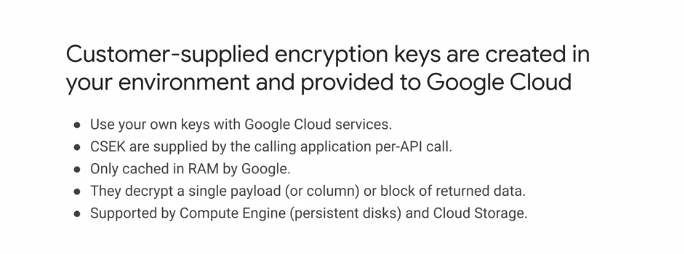 Customer-supplied encryption keys are created in
your environment and provided to Google Cloud
● Use your own keys with Google Cloud services.
● CSEK are supplied by the calling application per-API call.
● Only cached in RAM by Google.
● They decrypt a single payload (or column) or block of returned data.
● Supported by Compute Engine (persistent disks) and Cloud Storage.